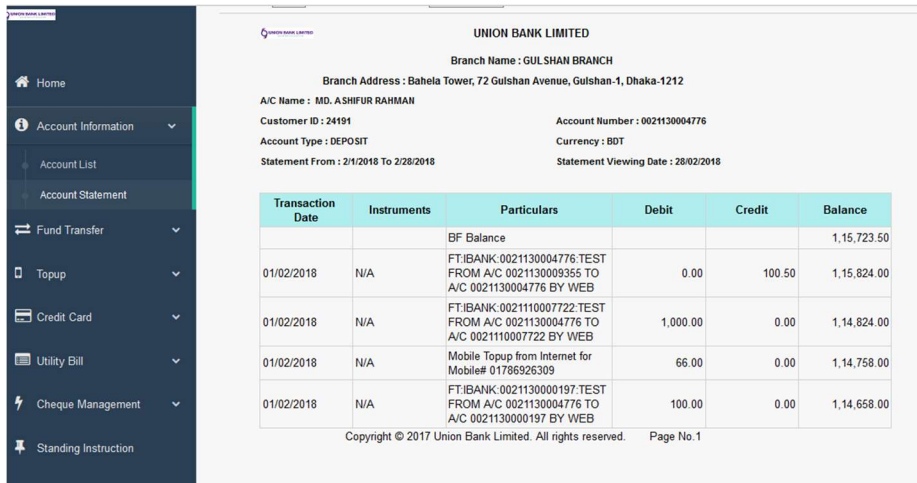 UNION BANK LIMITED
Home
Account Information
Account List
Account Statement
Fund Transfer
Topup
Credit Card
Utility Bill
Cheque Management
Standing Instruction
UNION BANK LIMITED
UNION BANK LIMITED
Branch Name : GULSHAN BRANCH
Branch Address : Bahela Tower, 72 Gulshan Avenue, Gulshan-1, Dhaka-1212
A/C Name : MD. ASHIFUR RAHMAN
Customer ID : 24191 Account Number : 0021130004776
Account Type : DEPOSIT Currency : BDT
Statement From : 2/1/2018 To 2/28/2018 Statement Viewing Date : 28/02/2018
Transaction Date Instruments Particulars Debit Credit Balance
BF Balance 1,15,723.50
FT:IBANK:0021130004776:TEST
01/02/2018 N/A FROM A/C 0021130009355 TO 0.00 100.50 1,15,824.00
A/C 0021130004776 BY WEB
FT:IBANK:0021110007722:TEST
01/02/2018 N/A FROM A/C 0021130004776 TO 1,000.00 0.00 1,14,824.00
A/C 0021110007722 BY WEB
Mobile Topup from Internet for
01/02/2018 N/A Mobile# 01786926309 66.00 0.00 1,14,758.00
FT:IBANK:0021130000197:TEST
01/02/2018 N/A FROM A/C 0021130004776 TO 100.00 0.00 1,14,658.00
A/C 0021130000197 BY WEB
Copyright © 2017 Union Bank Limited. All rights reserved. Page No.1